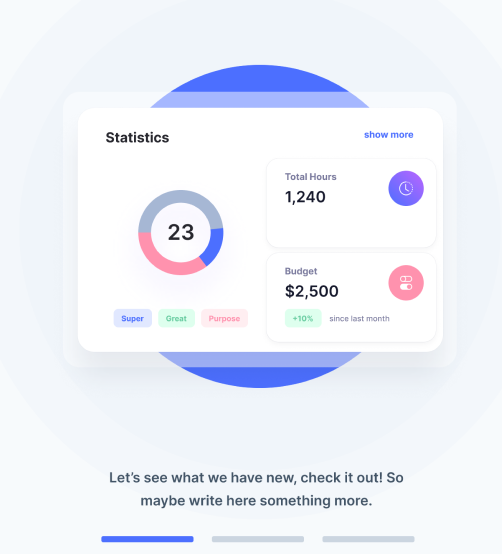 Statistics
show more
Total Hours
1,240
23
Budget
$2,500
+10% since last month
Super Great Purpose
Let's see what we have new, check it out! So
maybe write here something more.